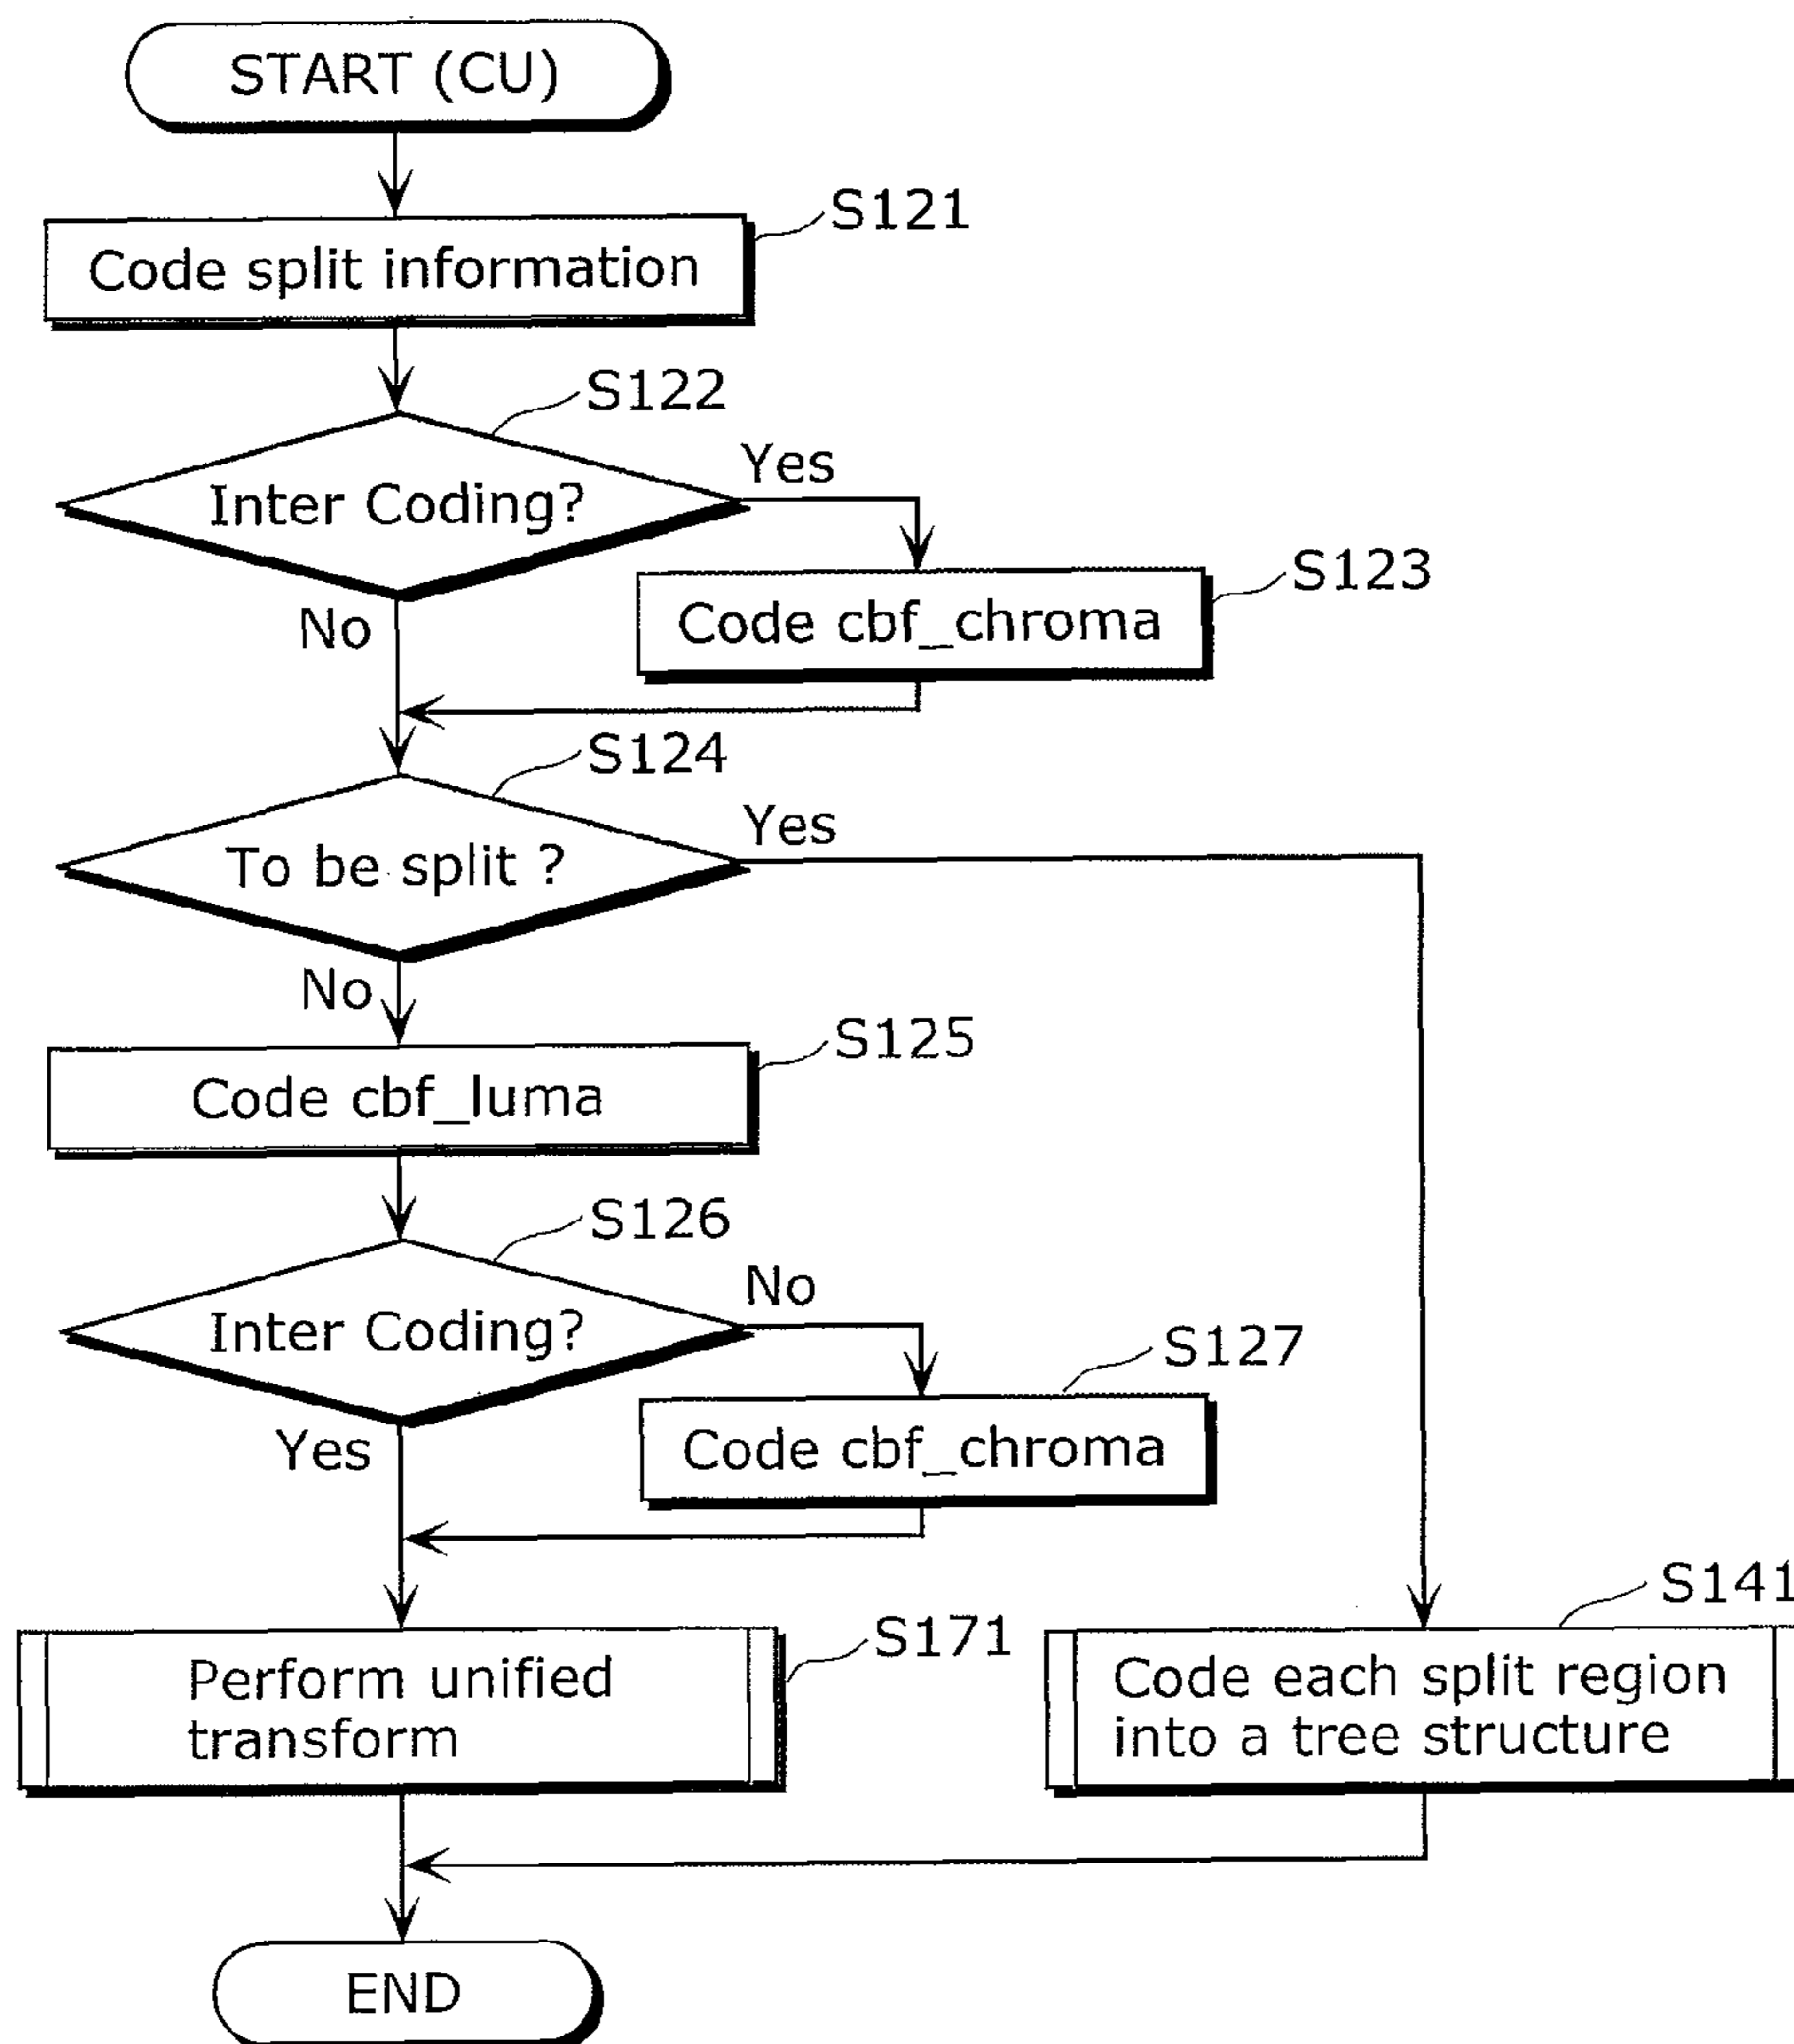 START (CU)
S121
Code split information
S122
Inter Coding?
Yes
No
S123
Code cbf_chroma
S124
To be split ?
Yes
No
S125
Code cbf_luma
S126
Inter Coding?
No
Yes
S127
Code cbf_chroma
S171
Perform unified
transform
S141
Code each split region
into a tree structure
END